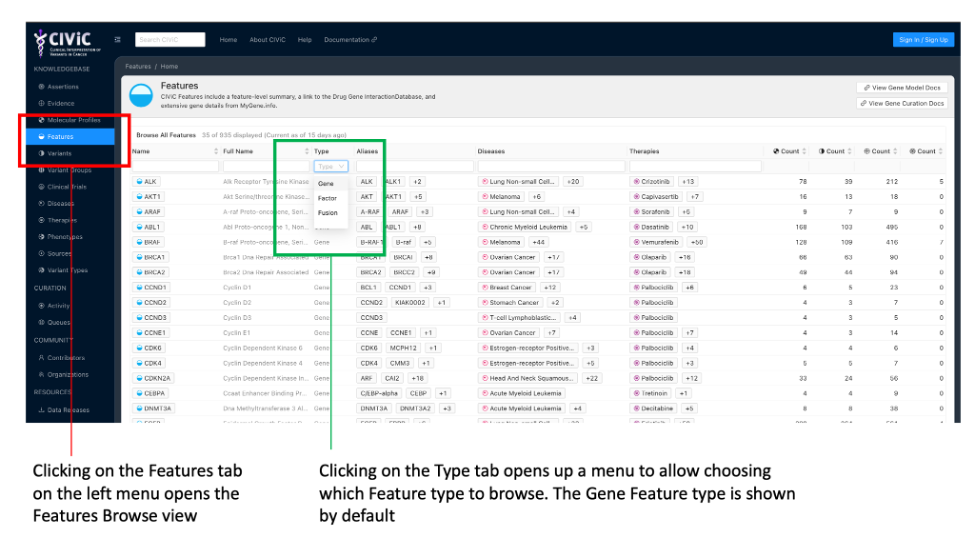 CIViC
CLINICAL INTERPRETATION OF
VARIANTS IN CANCER
Search CIViC
Home About CIViC Help Documentation
Sign In / Sign Up
KNOWLEDGEBASE
Assertions
Evidence
Molecular Profiles
Features
Variants
Variant Groups
Clinical Trials
Diseases
Therapies
Phenotypes
Sources
Variant Types
CURATION
Activity
Queues
COMMUNITY
Contributors
Organizations
RESOURCES
Data Releases
Features / Home
Features
CIViC Features include a feature-level summary, a link to the Drug Gene InteractionDatabase, and
extensive gene details from MyGene.info.
View Gene Model Docs
View Gene Curation Docs
Browse All Features 35 of 935 displayed (Current as of 15 days ago)
Name Full Name Type Aliases Diseases Therapies Count Count Count Count
Type
Gene
Factor
Fusion
ALK Alk Receptor Tyrosine Kinase ALK ALK1 +2 Lung Non-small Cell... +20 Crizotinib +13 78 39 212 5
AKT1 Akt Serine/threonine Kinase... AKT AKT1 +5 Melanoma +6 Capivasertib +7 16 13 18 0
ARAF A-raf Proto-oncogene, Seri... A-RAF ARAF +3 Lung Non-small Cell... +4 Sorafenib +5 9 7 9 0
ABL1 Abl Proto-oncogene 1, Non... ABL ABL1 +8 Chronic Myeloid Leukemia +5 Dasatinib +10 168 103 495 0
BRAF B-raf Proto-oncogene, Seri... Gene B-RAF1 B-raf +5 Melanoma +44 Vemurafenib +50 128 109 416 7
BRCA1 Brca1 Dna Repair Associated Gene BRCA1 BRCAI +8 Ovarian Cancer +17 Olaparib +16 66 63 90 0
BRCA2 Brca2 Dna Repair Associated Gene BRCA2 BRCC2 +9 Ovarian Cancer +17 Olaparib +18 49 44 94 0
CCND1 Cyclin D1 Gene BCL1 CCND1 +3 Breast Cancer +12 Palbociclib +6 6 5 23 0
CCND2 Cyclin D2 Gene CCND2 KIAK0002 +1 Stomach Cancer +2 Palbociclib 4 3 7 0
CCND3 Cyclin D3 Gene CCND3 T-cell Lymphoblastic... +4 Palbociclib 4 3 5 0
CCNE1 Cyclin E1 Gene CCNE CCNE1 +1 Ovarian Cancer +7 Palbociclib +7 4 3 14 0
CDK6 Cyclin Dependent Kinase 6 Gene CDK6 MCPH12 +1 Estrogen-receptor Positive... +3 Palbociclib +4 4 4 6 0
CDK4 Cyclin Dependent Kinase 4 Gene CDK4 CMM3 +1 Estrogen-receptor Positive... +5 Palbociclib +3 5 5 7 0
CDKN2A Cyclin Dependent Kinase In... Gene ARF CAI2 +18 Head And Neck Squamous... +22 Palbociclib +12 33 24 56 0
CEBPA Ccaat Enhancer Binding Pr... Gene C/EBP-alpha CEBP +1 Acute Myeloid Leukemia Tretinoin +1 4 4 9 0
DNMT3A Dna Methyltransferase 3 Al... Gene DNMT3A DNMT3A2 +3 Acute Myeloid Leukemia +4 Decitabine +5 8 8 38 0
Clicking on the Features tab
on the left menu opens the
Features Browse view
Clicking on the Type tab opens up a menu to allow choosing
which Feature type to browse. The Gene Feature type is shown
by default